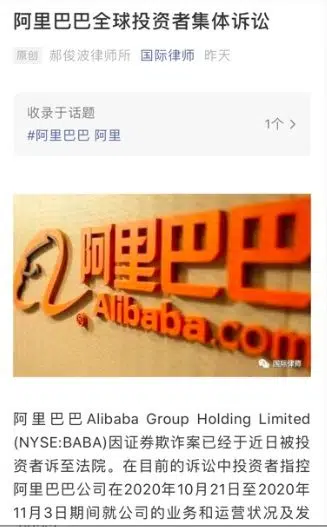 阿里巴巴全球投资者集体诉讼
原创 郝俊波律师所 国际律师 昨天
收录于话题
1个 >
#阿里巴巴 阿里
阿里巴巴
Alibaba.com
国际律师
阿里巴巴Alibaba Group Holding Limited
(NYSE:BABA)因证券欺诈案已经于近日被投
资者诉至法院。在目前的诉讼中投资者指控
阿里巴巴公司在2020年10月21日至2020年
11月3日期间就公司的业务和运营状况及发